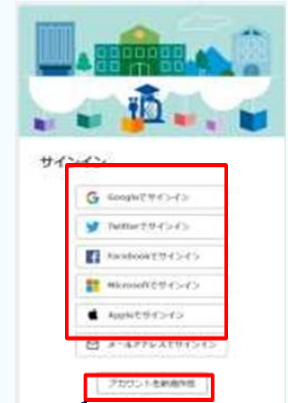 サインイン
Googleでサインイン
Twitterでサインイン
Facebookでサインイン
Microsoftでサインイン
Appleでサインイン
メールアドレスでサインイン
アカウントを新規作成